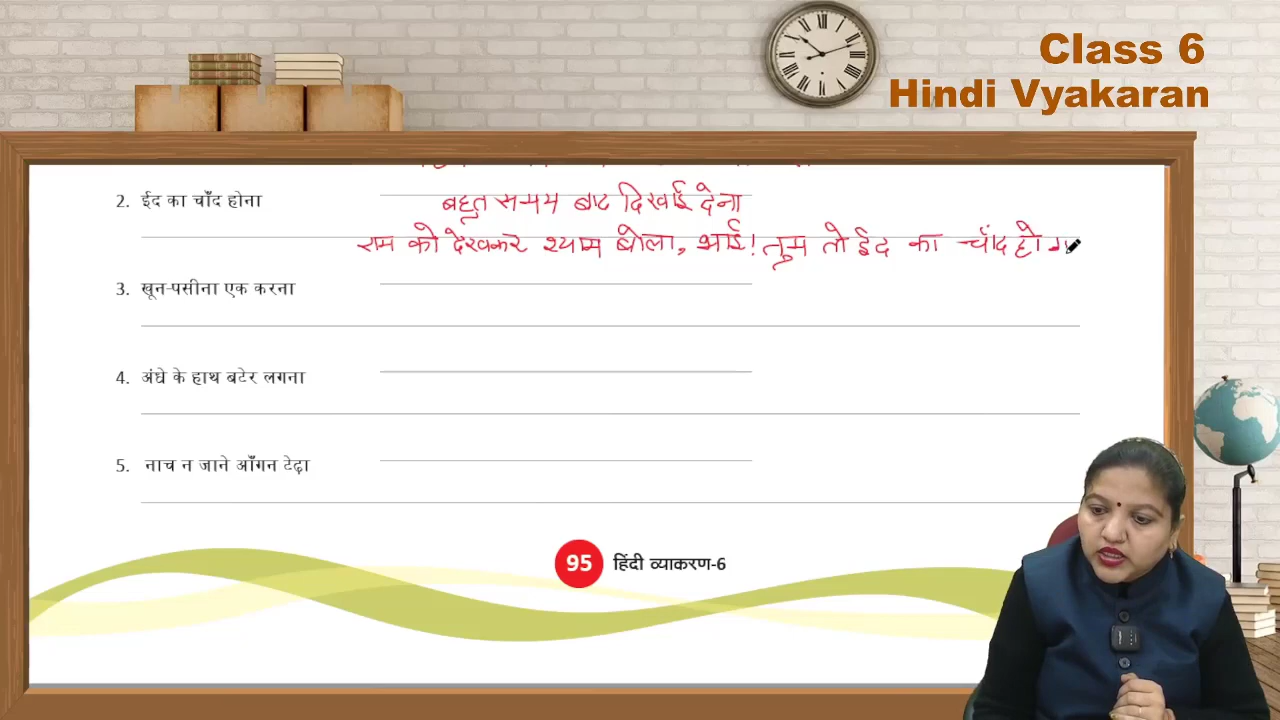 Class 6
Hindi Vyakaran
2. ईद का चाँद होना
बहुत समय बाद दिखाई देना
राम को देखकर श्याम बोला, भाई! तुम तो ईद का चाँद हो ग
3. खून-पसीना एक करना
4. अंधे के हाथ बटेर लगना
5. नाच न जाने आँगन टेढ़ा
95 हिंदी व्याकरण-6